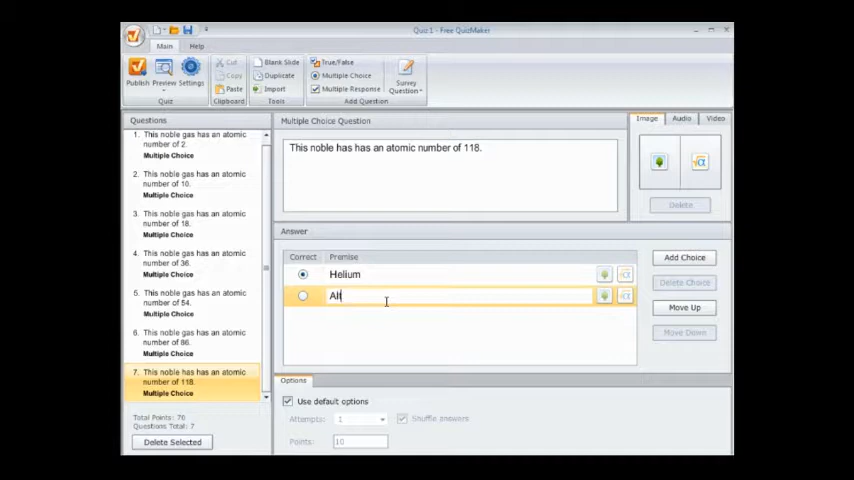 Quiz1 - Free QuizMaker
Main Help
Cut
Copy
Paste
Blank Slide
Duplicate
Import
True/False
Multiple Choice
Multiple Response
Survey
Question
Publish Preview Settings
Quiz Clipboard Tools Add Question
Questions
1. This noble gas has an atomic
number of 2.
Multiple Choice
2. This noble gas has an atomic
number of 10.
Multiple Choice
3. This noble gas has an atomic
number of 18.
Multiple Choice
4. This noble gas has an atomic
number of 36.
Multiple Choice
5. This noble gas has an atomic
number of 54.
Multiple Choice
6. This noble gas has an atomic
number of 86.
Multiple Choice
7. This noble gas has an atomic
number of 118.
Multiple Choice
Total Points: 70
Questions Total: 7
Delete Selected
Multiple Choice Question
This noble has has an atomic number of 118.
Image Audio Video
Delete
Answer
Correct Premise
Helium
Alt
Add Choice
Delete Choice
Move Up
Move Down
Options
Use default options
Attempts: 1 Shuffle answers
Points: 10